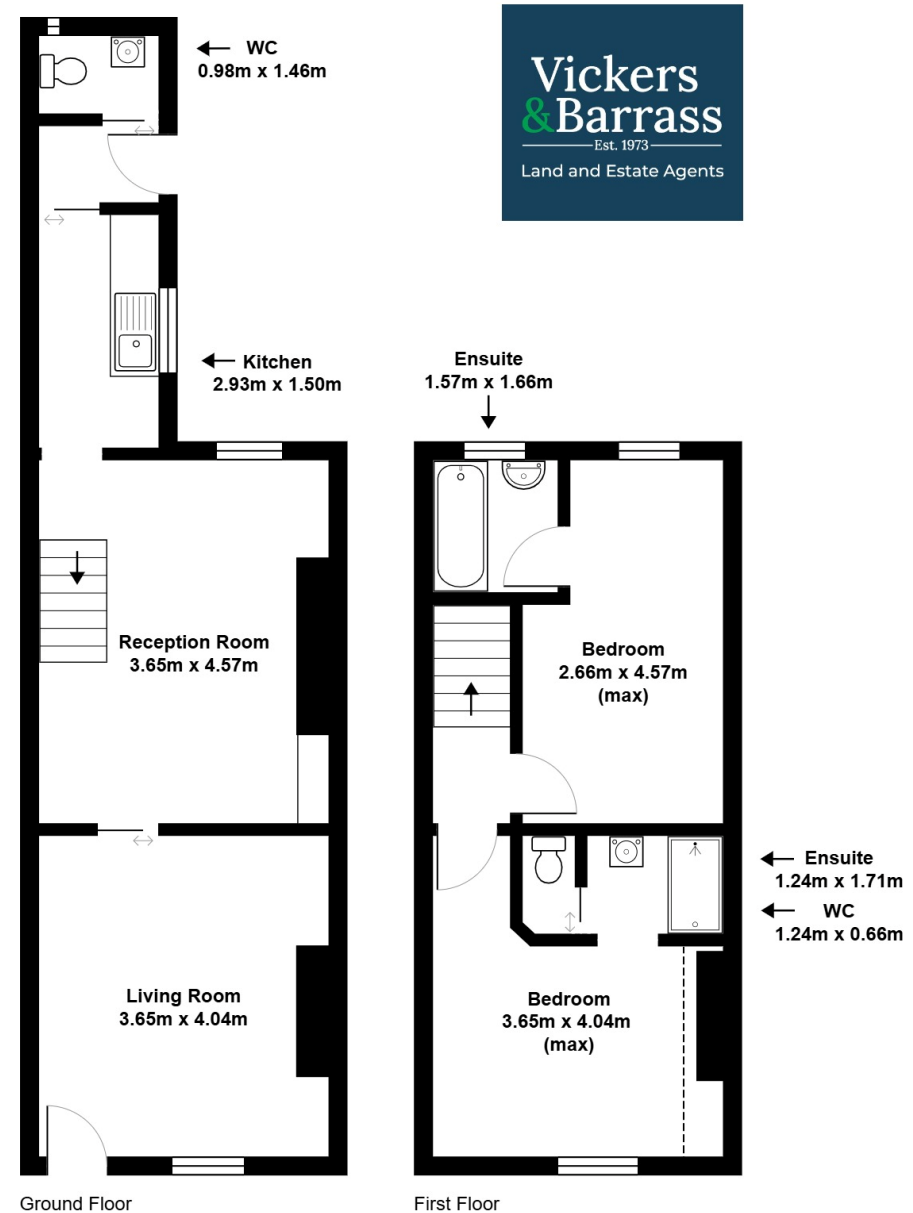 WC
0.98m x 1.46m
Vickers
&Barrass
Est. 1973
Land and Estate Agents
Kitchen
2.93m x 1.50m
Ensuite
1.57m x 1.66m
Reception Room
3.65m x 4.57m
Bedroom
2.66m x 4.57m
(max)
Ensuite
1.24m x 1.71m
WC
1.24m x 0.66m
Living Room
3.65m x 4.04m
Bedroom
3.65m x 4.04m
(max)
Ground Floor
First Floor